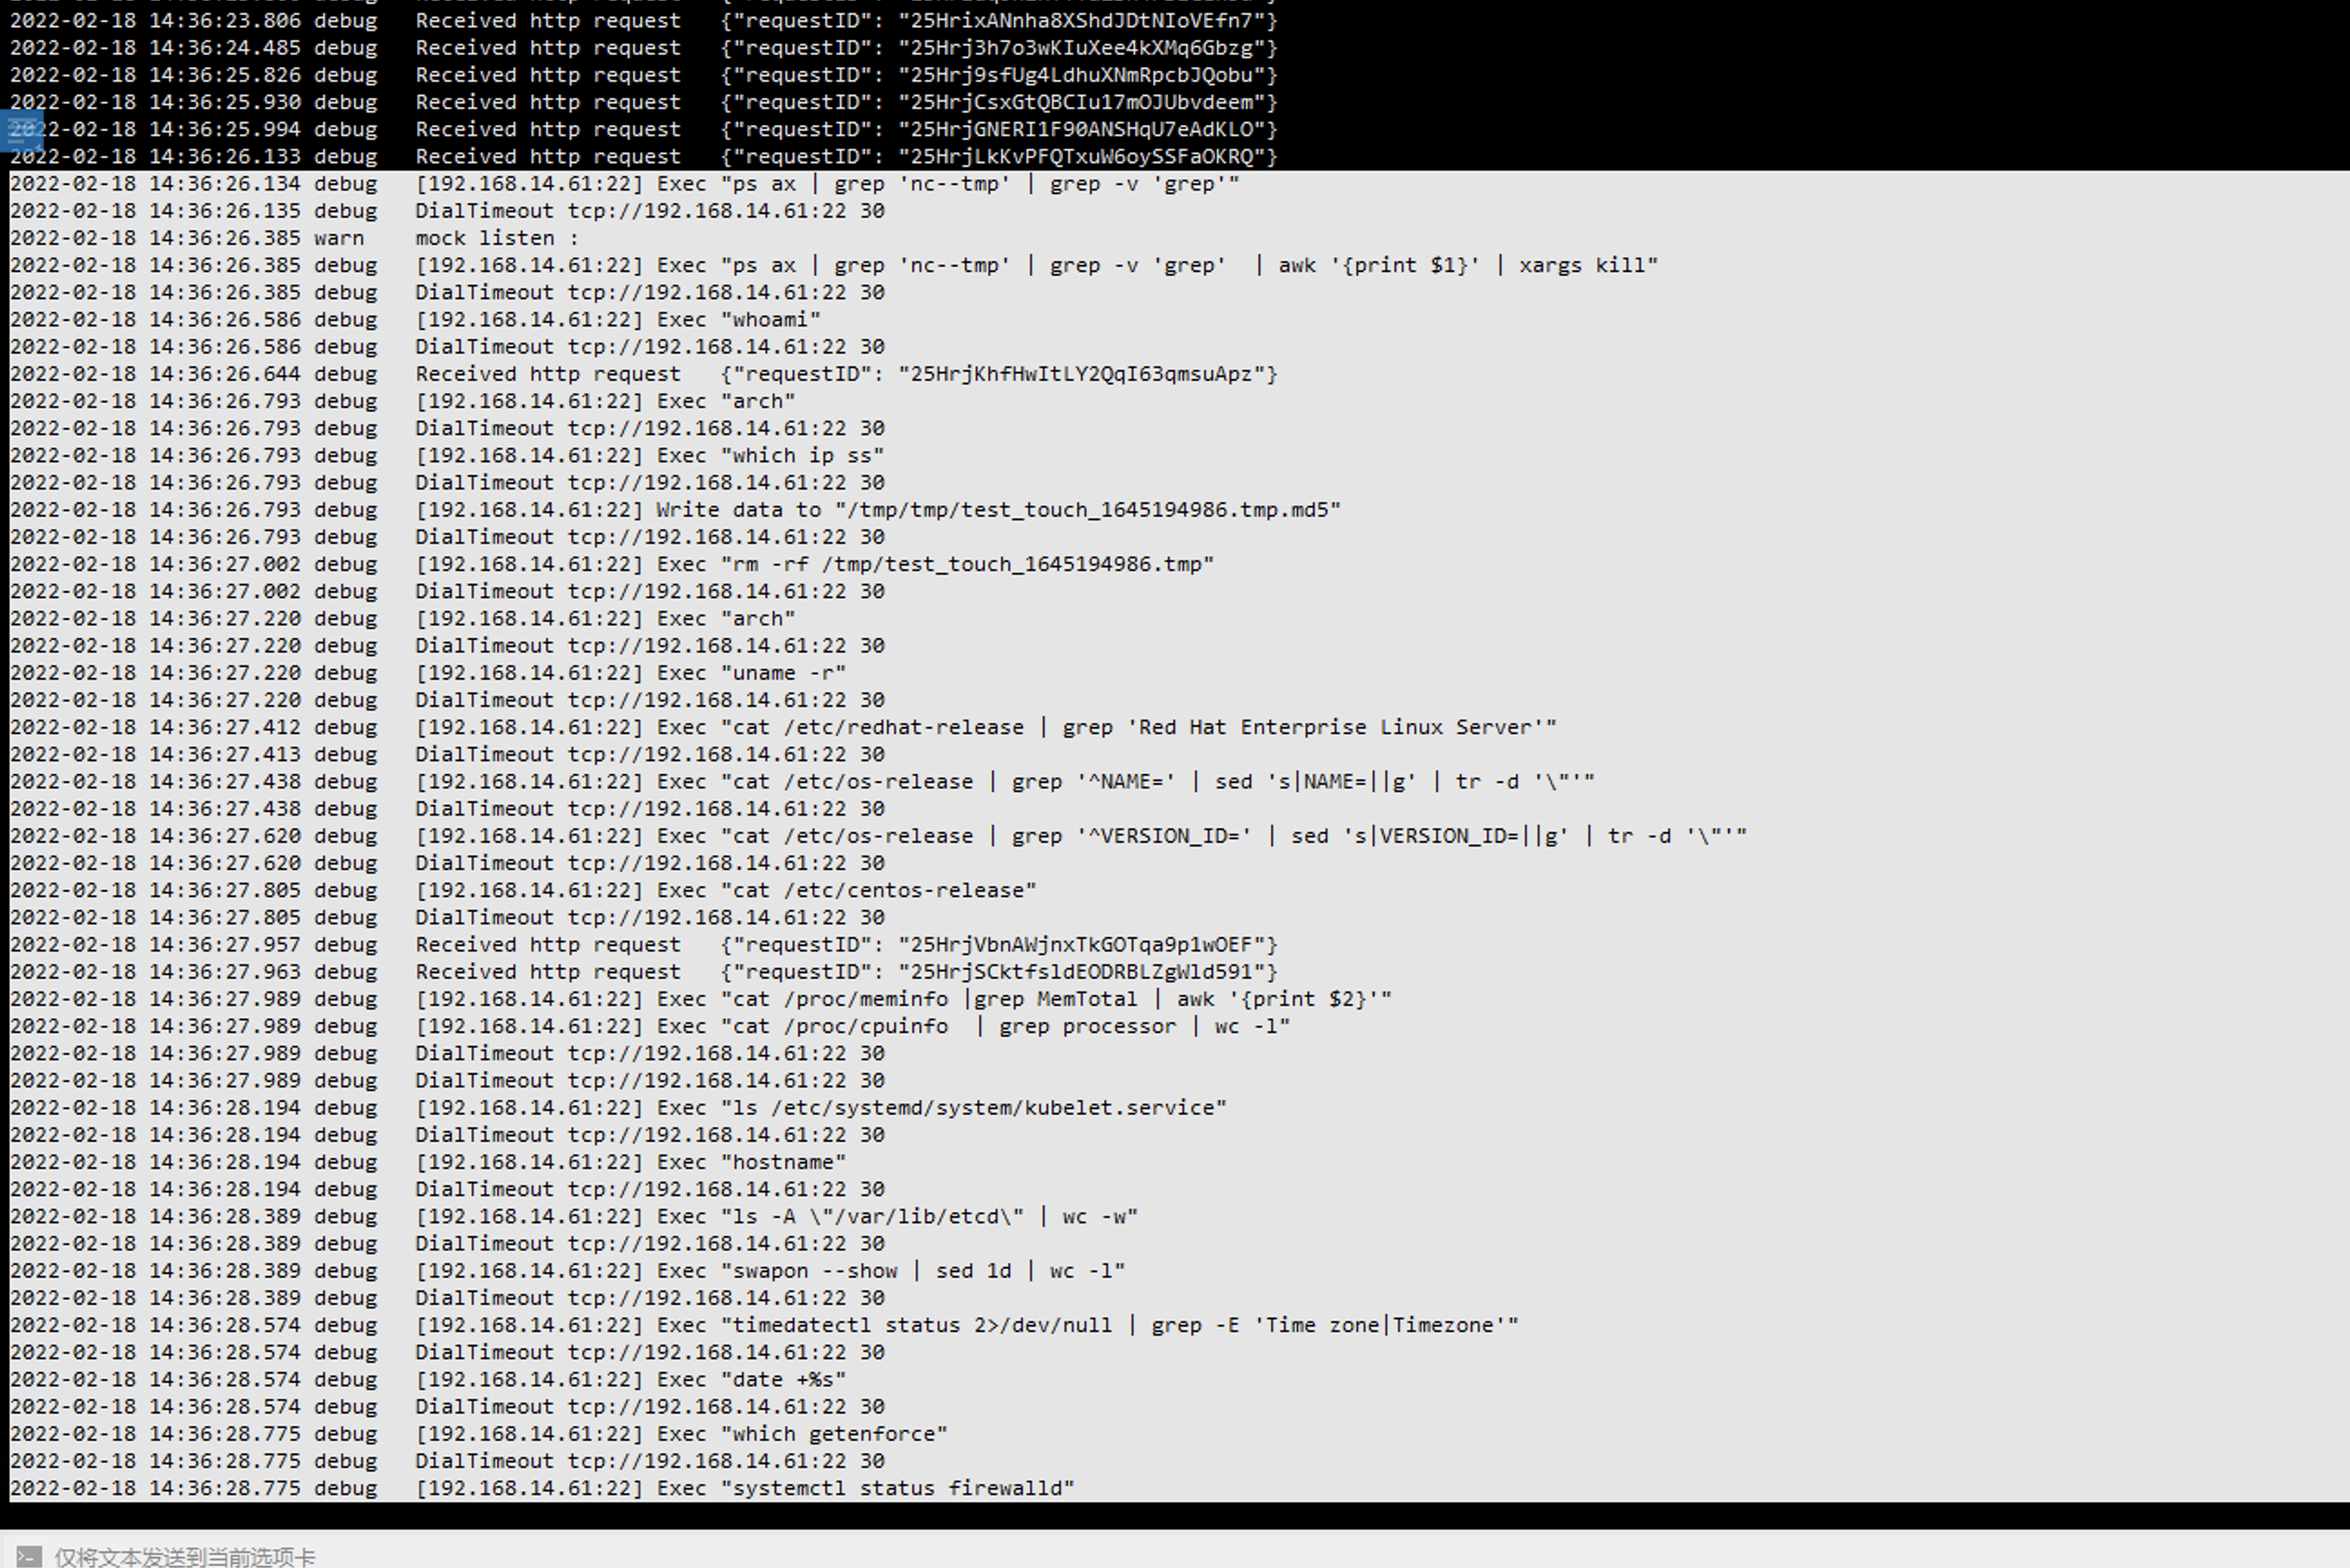 2022-02-18 14:36:23.806 debug   Received http request   {"requestID": "25HrixANnha8XShdJDtNIoVEfn7"}
2022-02-18 14:36:24.485 debug   Received http request   {"requestID": "25Hrj3h7o3wKIuXee4kXMq6Gbzg"}
2022-02-18 14:36:25.826 debug   Received http request   {"requestID": "25Hrj9sfUg4LdhuXNmRpcbJQobu"}
2022-02-18 14:36:25.930 debug   Received http request   {"requestID": "25HrjCsxGtQBCIu17mOJUbvdeem"}
2022-02-18 14:36:25.994 debug   Received http request   {"requestID": "25HrjGNERI1F90ANSHqU7eAdKLO"}
2022-02-18 14:36:26.133 debug   Received http request   {"requestID": "25HrjLkKvPFQTxuW6oySSFaOKRQ"}
2022-02-18 14:36:26.134 debug   [192.168.14.61:22] Exec "ps ax | grep 'nc--tmp' | grep -v 'grep'"
2022-02-18 14:36:26.135 debug   DialTimeout tcp://192.168.14.61:22 30
2022-02-18 14:36:26.385 warn    mock listen :
2022-02-18 14:36:26.385 debug   [192.168.14.61:22] Exec "ps ax | grep 'nc--tmp' | grep -v 'grep'  | awk '{print $1}' | xargs kill"
2022-02-18 14:36:26.385 debug   DialTimeout tcp://192.168.14.61:22 30
2022-02-18 14:36:26.586 debug   [192.168.14.61:22] Exec "whoami"
2022-02-18 14:36:26.586 debug   DialTimeout tcp://192.168.14.61:22 30
2022-02-18 14:36:26.644 debug   Received http request   {"requestID": "25HrjKhfHwItLY2QqI63qmsuApz"}
2022-02-18 14:36:26.793 debug   [192.168.14.61:22] Exec "arch"
2022-02-18 14:36:26.793 debug   DialTimeout tcp://192.168.14.61:22 30
2022-02-18 14:36:26.793 debug   [192.168.14.61:22] Exec "which ip ss"
2022-02-18 14:36:26.793 debug   DialTimeout tcp://192.168.14.61:22 30
2022-02-18 14:36:26.793 debug   [192.168.14.61:22] Write data to "/tmp/tmp/test_touch_1645194986.tmp.md5"
2022-02-18 14:36:26.793 debug   DialTimeout tcp://192.168.14.61:22 30
2022-02-18 14:36:27.002 debug   [192.168.14.61:22] Exec "rm -rf /tmp/test_touch_1645194986.tmp"
2022-02-18 14:36:27.002 debug   DialTimeout tcp://192.168.14.61:22 30
2022-02-18 14:36:27.220 debug   [192.168.14.61:22] Exec "arch"
2022-02-18 14:36:27.220 debug   DialTimeout tcp://192.168.14.61:22 30
2022-02-18 14:36:27.220 debug   [192.168.14.61:22] Exec "uname -r"
2022-02-18 14:36:27.220 debug   DialTimeout tcp://192.168.14.61:22 30
2022-02-18 14:36:27.412 debug   [192.168.14.61:22] Exec "cat /etc/redhat-release | grep 'Red Hat Enterprise Linux Server'"
2022-02-18 14:36:27.413 debug   DialTimeout tcp://192.168.14.61:22 30
2022-02-18 14:36:27.438 debug   [192.168.14.61:22] Exec "cat /etc/os-release | grep '^NAME=' | sed 's|NAME=||g' | tr -d '\"'"
2022-02-18 14:36:27.438 debug   DialTimeout tcp://192.168.14.61:22 30
2022-02-18 14:36:27.620 debug   [192.168.14.61:22] Exec "cat /etc/os-release | grep '^VERSION_ID=' | sed 's|VERSION_ID=||g' | tr -d '\"'"
2022-02-18 14:36:27.620 debug   DialTimeout tcp://192.168.14.61:22 30
2022-02-18 14:36:27.805 debug   [192.168.14.61:22] Exec "cat /etc/centos-release"
2022-02-18 14:36:27.805 debug   DialTimeout tcp://192.168.14.61:22 30
2022-02-18 14:36:27.957 debug   Received http request   {"requestID": "25HrjVbnAWjnxTkGOTqa9p1wOEF"}
2022-02-18 14:36:27.963 debug   Received http request   {"requestID": "25HrjSCktfsldEODRBLZgWld591"}
2022-02-18 14:36:27.989 debug   [192.168.14.61:22] Exec "cat /proc/meminfo |grep MemTotal | awk '{print $2}'"
2022-02-18 14:36:27.989 debug   [192.168.14.61:22] Exec "cat /proc/cpuinfo  | grep processor | wc -l"
2022-02-18 14:36:27.989 debug   DialTimeout tcp://192.168.14.61:22 30
2022-02-18 14:36:27.989 debug   DialTimeout tcp://192.168.14.61:22 30
2022-02-18 14:36:28.194 debug   [192.168.14.61:22] Exec "ls /etc/systemd/system/kubelet.service"
2022-02-18 14:36:28.194 debug   DialTimeout tcp://192.168.14.61:22 30
2022-02-18 14:36:28.194 debug   [192.168.14.61:22] Exec "hostname"
2022-02-18 14:36:28.194 debug   DialTimeout tcp://192.168.14.61:22 30
2022-02-18 14:36:28.389 debug   [192.168.14.61:22] Exec "ls -A \"/var/lib/etcd\" | wc -w"
2022-02-18 14:36:28.389 debug   DialTimeout tcp://192.168.14.61:22 30
2022-02-18 14:36:28.389 debug   [192.168.14.61:22] Exec "swapon --show | sed 1d | wc -l"
2022-02-18 14:36:28.389 debug   DialTimeout tcp://192.168.14.61:22 30
2022-02-18 14:36:28.574 debug   [192.168.14.61:22] Exec "timedatectl status 2>/dev/null | grep -E 'Time zone|Timezone'"
2022-02-18 14:36:28.574 debug   DialTimeout tcp://192.168.14.61:22 30
2022-02-18 14:36:28.574 debug   [192.168.14.61:22] Exec "date +%s"
2022-02-18 14:36:28.574 debug   DialTimeout tcp://192.168.14.61:22 30
2022-02-18 14:36:28.775 debug   [192.168.14.61:22] Exec "which getenforce"
2022-02-18 14:36:28.775 debug   DialTimeout tcp://192.168.14.61:22 30
2022-02-18 14:36:28.775 debug   [192.168.14.61:22] Exec "systemctl status firewalld"
仅将文本发送到当前选项卡